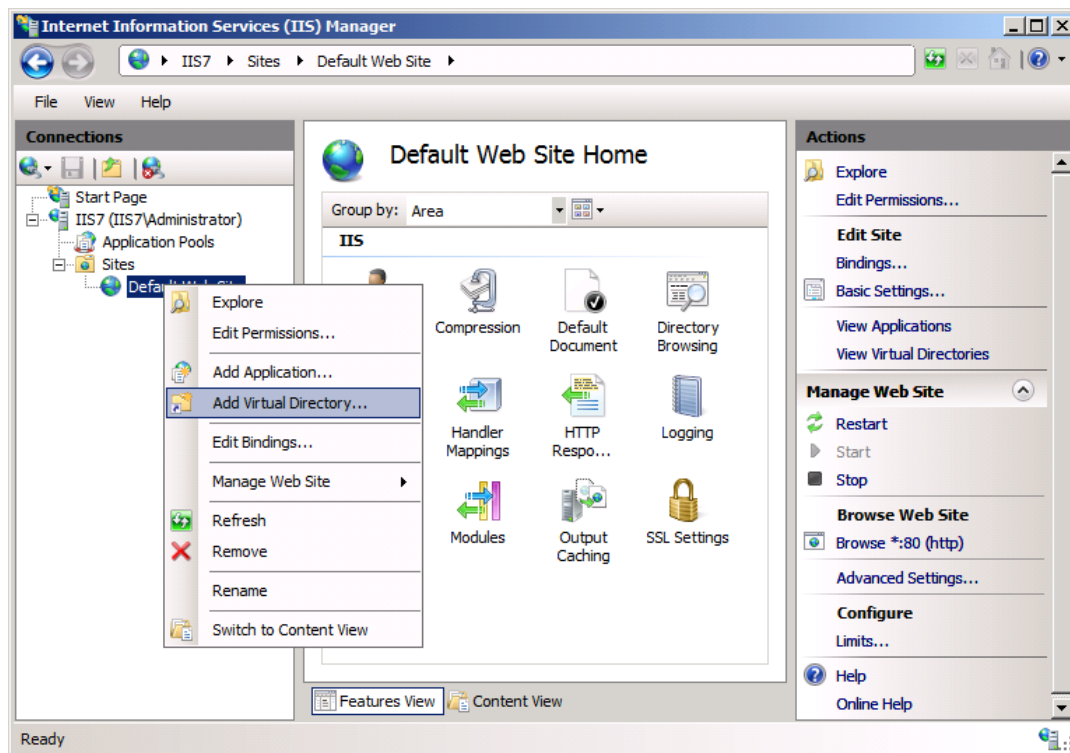 Internet Information Services (IIS) Manager
IIS7 Sites Default Web Site
File View Help
Connections
Start Page
IIS7 (IIS7\Administrator)
Application Pools
Sites
Default Web Site
Explore
Edit Permissions...
Add Application...
Add Virtual Directory...
Edit Bindings...
Manage Web Site
Refresh
Remove
Rename
Switch to Content View
Default Web Site Home
Group by: Area
IIS
Compression
Default
Document
Directory
Browsing
Handler
Mappings
HTTP
Respo...
Logging
Modules
Output
Caching
SSL Settings
Features View
Content View
Actions
Explore
Edit Permissions...
Edit Site
Bindings...
Basic Settings...
View Applications
View Virtual Directories
Manage Web Site
Restart
Start
Stop
Browse Web Site
Browse *:80 (http)
Advanced Settings...
Configure
Limits...
Help
Online Help
Ready